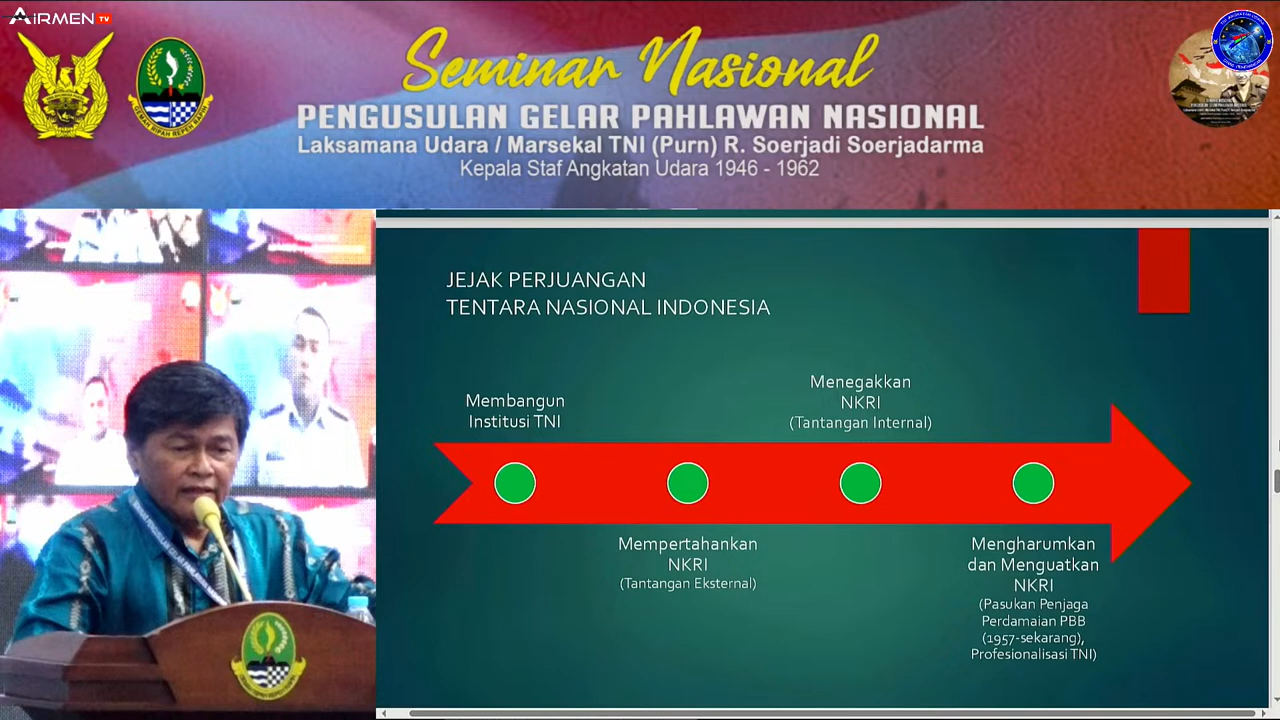 AIRMEN TV
Seminar Nasional
PENGUSULAN GELAR PAHLAWAN NASIONAL
Laksamana Udara / Marsekal TNI (Purn) R. Soerjadi Soerjadarma
Kepala Staf Angkatan Udara 1946 - 1962
JEJAK PERJUANGAN
TENTARA NASIONAL INDONESIA
Membangun
Institusi TNI
Menegakkan
NKRI
(Tantangan Internal)
Mempertahankan
NKRI
(Tantangan Eksternal)
Mengharumkan
dan Menguatkan
NKRI
(Pasukan Penjaga
Perdamaian PBB
(1957-sekarang),
Profesionalisasi TNI)